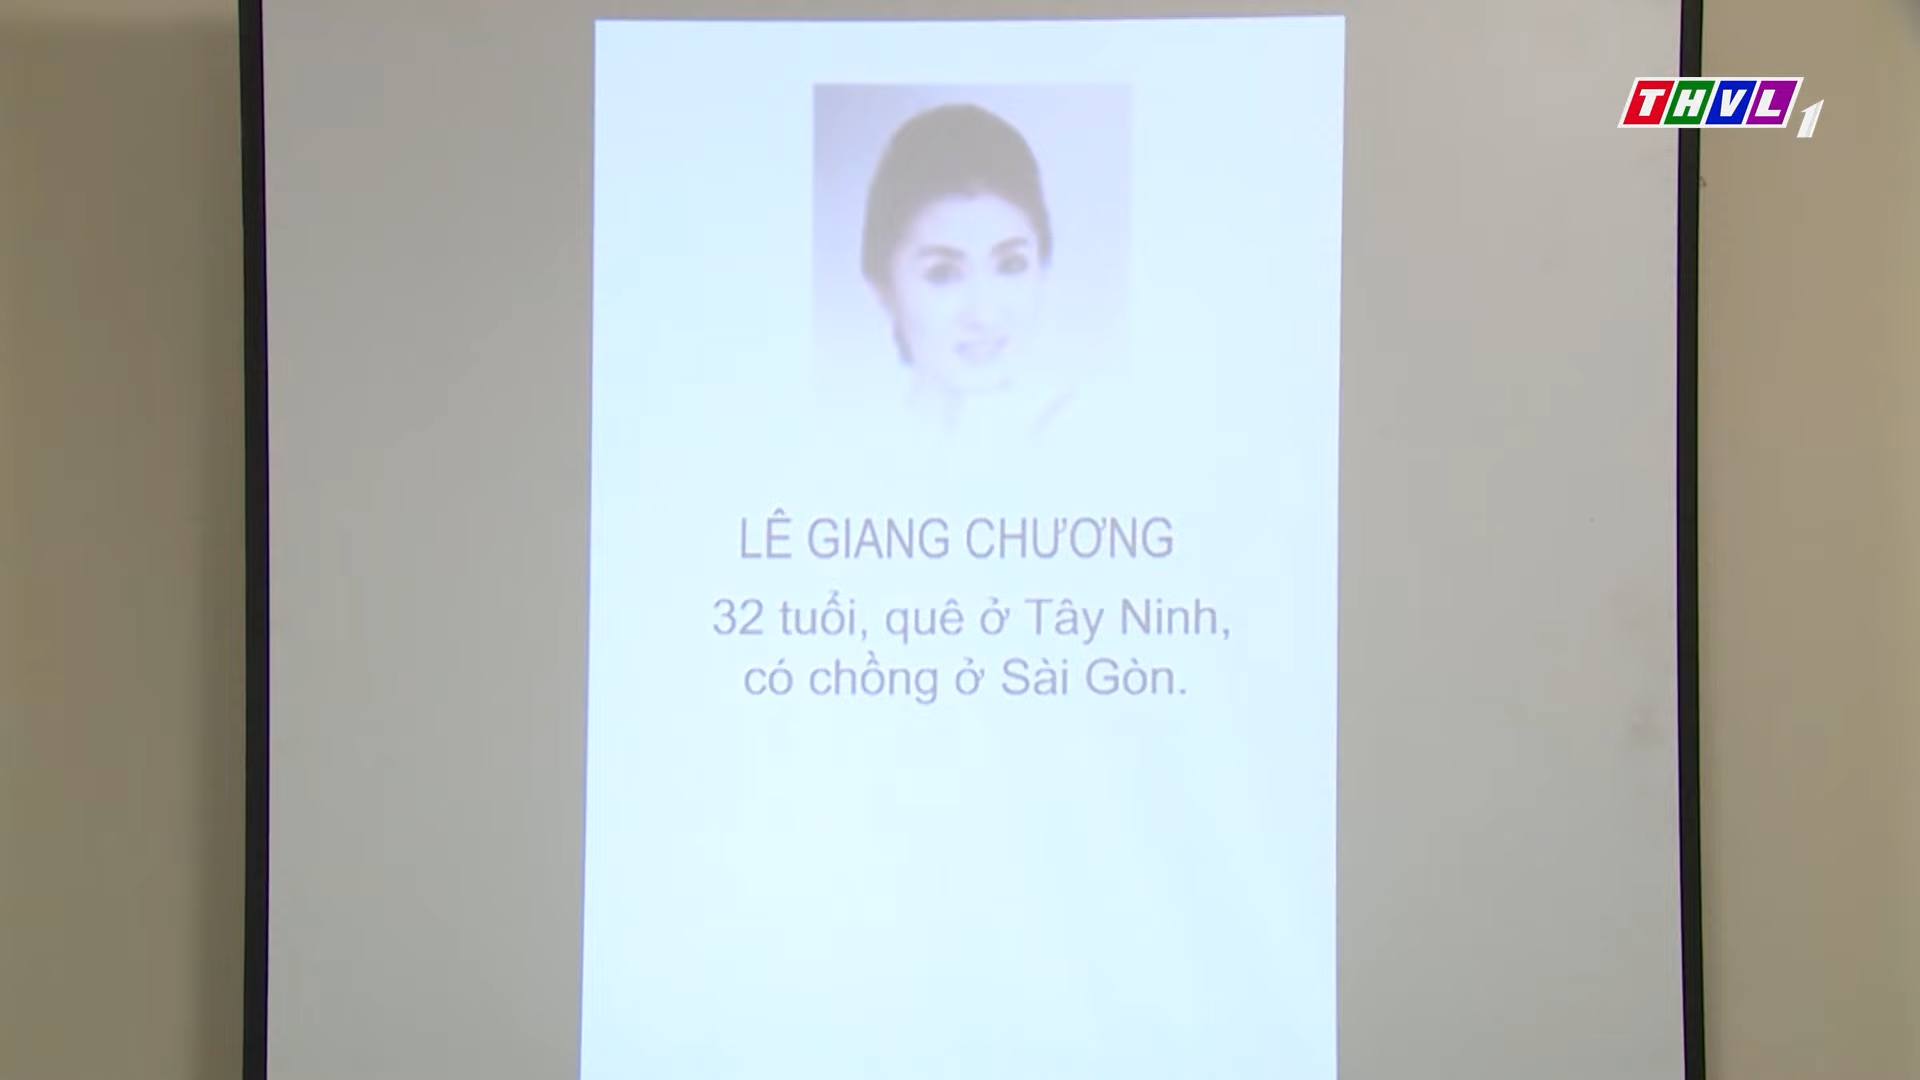 THVL1
LÊ GIANG CHƯƠNG
32 tuổi, quê ở Tây Ninh,
có chồng ở Sài Gòn.